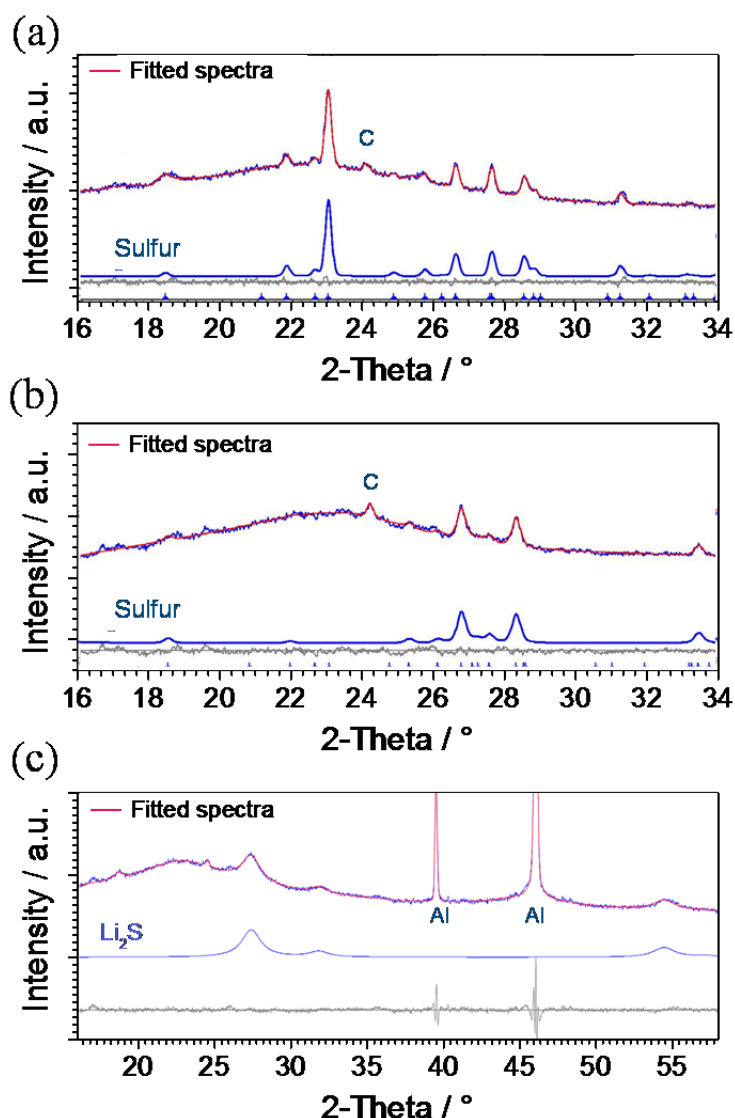 (a)
Fitted spectra
C
Sulfur
Intensity / a.u.
16 18 20 22 24 26 28 30 32 34
2-Theta / °
(b)
Fitted spectra
C
Sulfur
Intensity / a.u.
16 18 20 22 24 26 28 30 32 34
2-Theta / °
(c)
Fitted spectra
Al Al
Li₂S
Intensity / a.u.
20 25 30 35 40 45 50 55
2-Theta / °